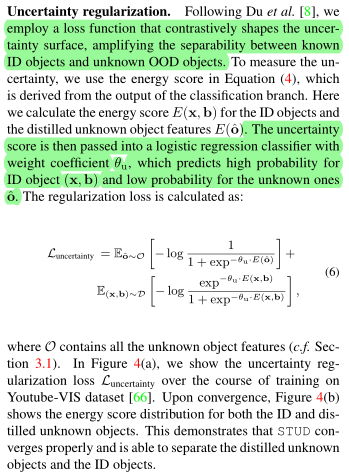 Uncertainty regularization. Following Du et al. [8], we
employ a loss function that contrastively shapes the uncer-
tainty surface, amplifying the separability between known
ID objects and unknown OOD objects. To measure the un-
certainty, we use the energy score in Equation (4), which
is derived from the output of the classification branch. Here
we calculate the energy score E(x, b) for the ID objects and
the distilled unknown object features E(ô). The uncertainty
score is then passed into a logistic regression classifier with
weight coefficient θu, which predicts high probability for
ID object (x, b) and low probability for the unknown ones
ô. The regularization loss is calculated as:
L_uncertainty = E_{ô∼O} [ − log 1 / (1 + exp^{−θu·E(ô)}) ] +
E_{(x,b)∼D} [ − log exp^{−θu·E(x,b)} / (1 + exp^{−θu·E(x,b)}) ], (6)
where O contains all the unknown object features (c.f. Sec-
tion 3.1). In Figure 4(a), we show the uncertainty reg-
ularization loss L_uncertainty over the course of training on
Youtube-VIS dataset [66]. Upon convergence, Figure 4(b)
shows the energy score distribution for both the ID and dis-
tilled unknown objects. This demonstrates that STUD con-
verges properly and is able to separate the distilled unknown
objects and the ID objects.